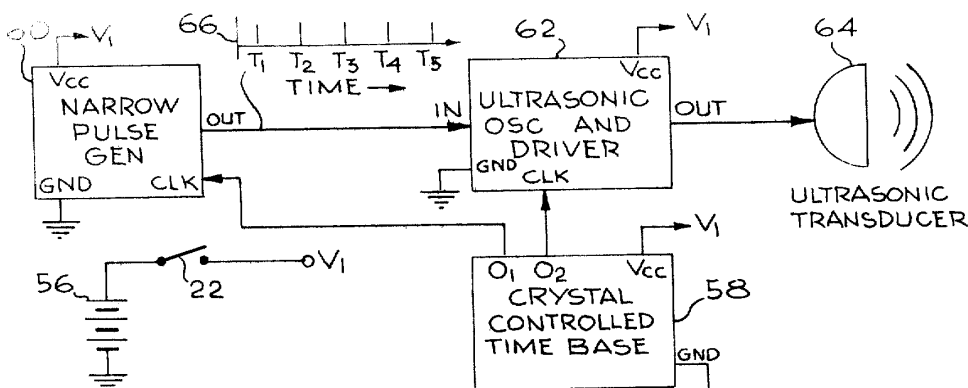 66
62
64
V1
V1
T1 T2 T3 T4 T5
TIME
VCC
NARROW
PULSE
GEN
OUT
GND
CLK
IN
VCC
ULTRASONIC
OSC AND
DRIVER
OUT
GND
CLK
ULTRASONIC
TRANSDUCER
56
22
V1
V1
O1 O2 VCC
CRYSTAL
CONTROLLED
TIME BASE
58
GND